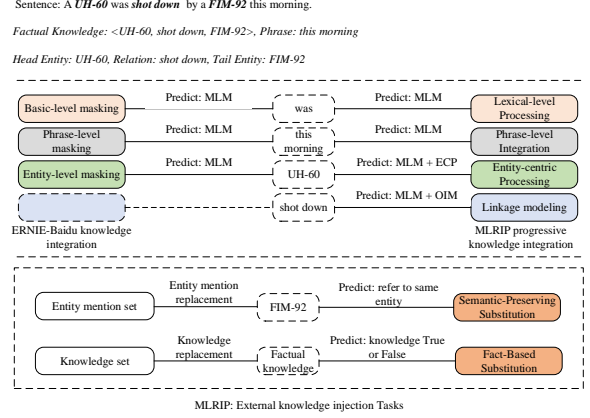 Sentence: A UH-60 was shot down by a FIM-92 this morning.
Factual Knowledge: <UH-60, shot down, FIM-92>, Phrase: this morning
Head Entity: UH-60, Relation: shot down, Tail Entity: FIM-92
Basic-level masking
Predict: MLM
was
Predict: MLM
Lexical-level
Processing
Phrase-level
masking
Predict: MLM
this
morning
Predict: MLM
Phrase-level
Integration
Entity-level masking
Predict: MLM
UH-60
Predict: MLM + ECP
Entity-centric
Processing
shot down
Predict: MLM + OIM
Linkage modeling
ERNIE-Baidu knowledge
integration
MLRIP progressive
knowledge integration
Entity mention set
Entity mention
replacement
FIM-92
Predict: refer to same
entity
Semantic-Preserving
Substitution
Knowledge set
Knowledge
replacement
Factual
knowledge
Predict: knowledge True
or False
Fact-Based
Substitution
MLRIP: External knowledge injection Tasks